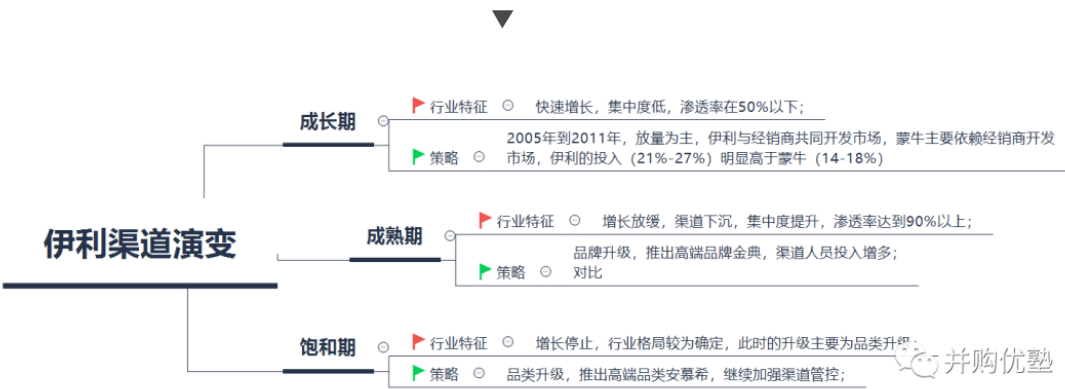 成长期
行业特征
快速增长，集中度低，渗透率在50%以下；
策略
2005年到2011年，放量为主，伊利与经销商共同开发市场，蒙牛主要依赖经销商开发
市场，伊利的投入（21%-27%）明显高于蒙牛（14-18%）
伊利渠道演变
成熟期
行业特征
增长放缓，渠道下沉，集中度提升，渗透率达到90%以上；
策略
品牌升级，推出高端品牌金典，渠道人员投入增多；
对比
饱和期
行业特征
增长停止，行业格局较为确定，此时的升级主要为品类升级；
策略
品类升级，推出高端品类安慕希，继续加强渠道管控；
并购优塾